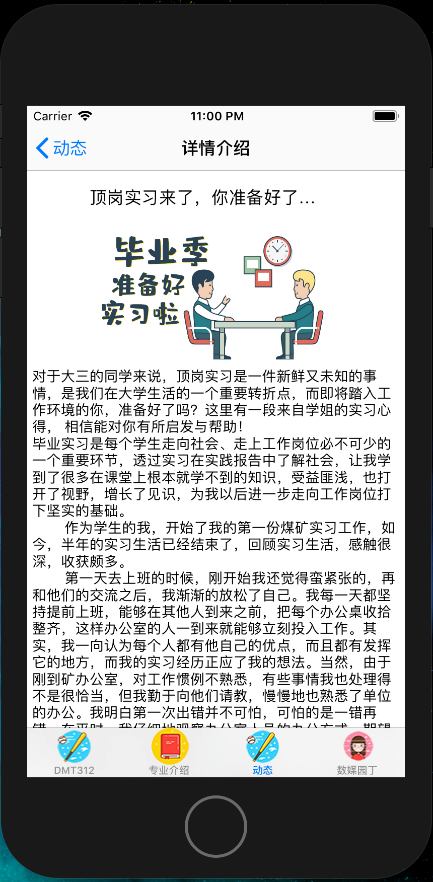 Carrier 11:00 PM
动态 详情介绍
顶岗实习来了，你准备好了...
毕业季
准备好
实习啦
对于大三的同学来说，顶岗实习是一件新鲜又未知的事
情，是我们在大学生活的一个重要转折点，而即将踏入工
作环境的你，准备好了吗？这里有一段来自学姐的实习心
得， 相信能对你有所启发与帮助！
毕业实习是每个学生走向社会、走上工作岗位必不可少的
一个重要环节，透过实习在实践报告中了解社会，让我学
到了很多在课堂上根本就学不到的知识，受益匪浅，也打
开了视野，增长了见识，为我以后进一步走向工作岗位打
下坚实的基础。
作为学生的我，开始了我的第一份煤矿实习工作，如
今，半年的实习生活已经结束了，回顾实习生活，感触很
深，收获颇多。
第一天去上班的时候，刚开始我还觉得蛮紧张的，再
和他们的交流之后，我渐渐的放松了自己。我每一天都坚
持提前上班，能够在其他人到来之前，把每个办公桌收拾
整齐，这样办公室的人一到来就能够立刻投入工作。其
实，我一向认为每个人都有他自己的优点，而且都有发挥
它的地方，而我的实习经历正应了我的想法。当然，由于
刚到矿办公室，对工作惯例不熟悉，有些事情我也处理得
不是很恰当，但我勤于向他们请教，慢慢地也熟悉了单位
的办公。我明白第一次出错并不可怕，可怕的是一错再
DMT312 专业介绍 动态 数媒园丁